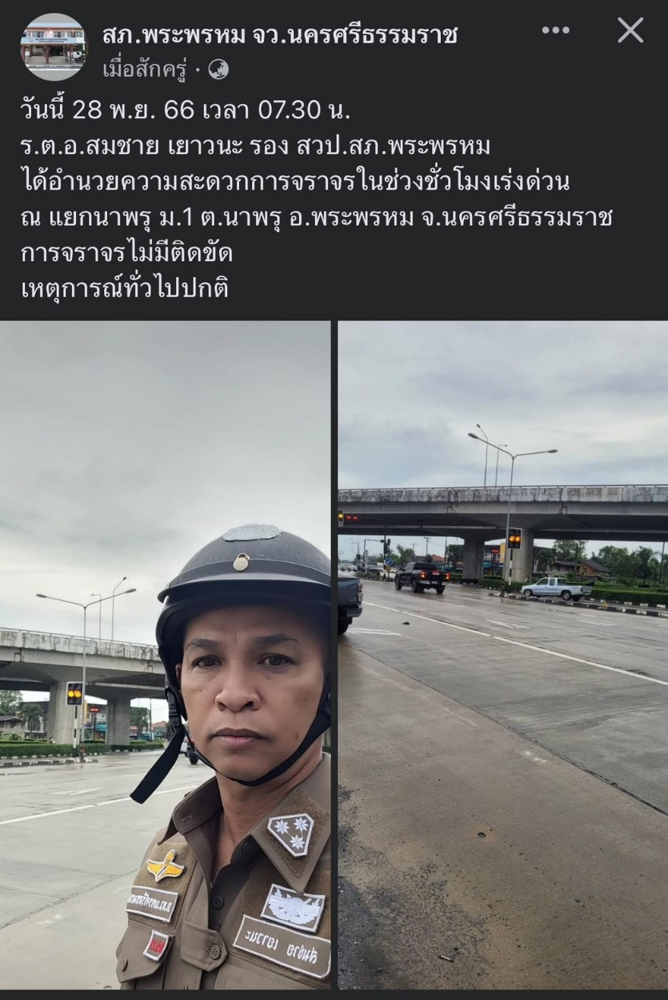 สภ.พระพรหม จว.นครศรีธรรมราช
เมื่อสักครู่ ·
วันนี้ 28 พ.ย. 66 เวลา 07.30 น.
ร.ต.อ.สมชาย เยาวนะ รอง สวป.สภ.พระพรหม
ได้อำนวยความสะดวกการจราจรในช่วงชั่วโมงเร่งด่วน
ณ แยกนาพรุ ม.1 ต.นาพรุ อ.พระพรหม จ.นครศรีธรรมราช
การจราจรไม่มีติดขัด
เหตุการณ์ทั่วไปปกติ